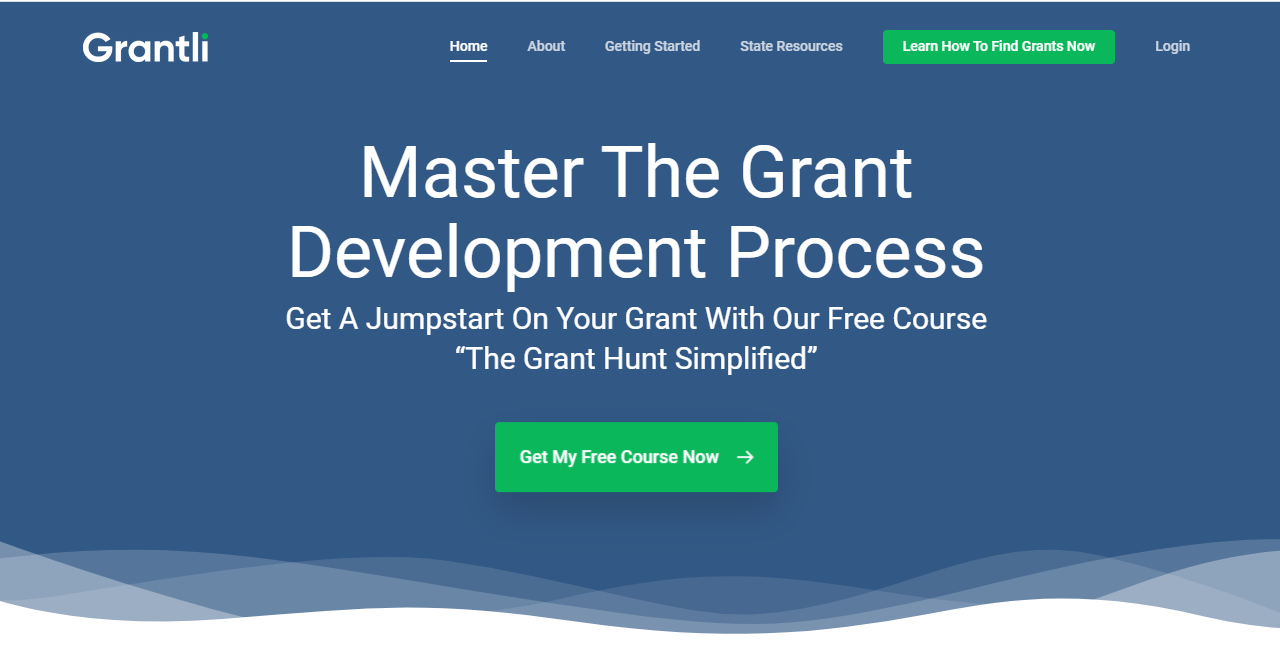 Grantli
Home About Getting Started State Resources Learn How To Find Grants Now Login
Master The Grant
Development Process
Get A Jumpstart On Your Grant With Our Free Course
“The Grant Hunt Simplified”
Get My Free Course Now →